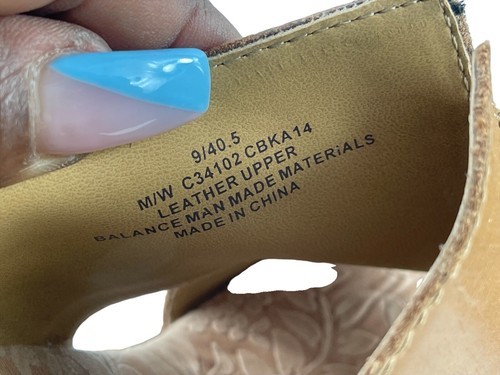 9/40.5
M/W C34102 CBKA14
LEATHER UPPER
BALANCE MAN MADE MATERiALS
MADE IN CHINA